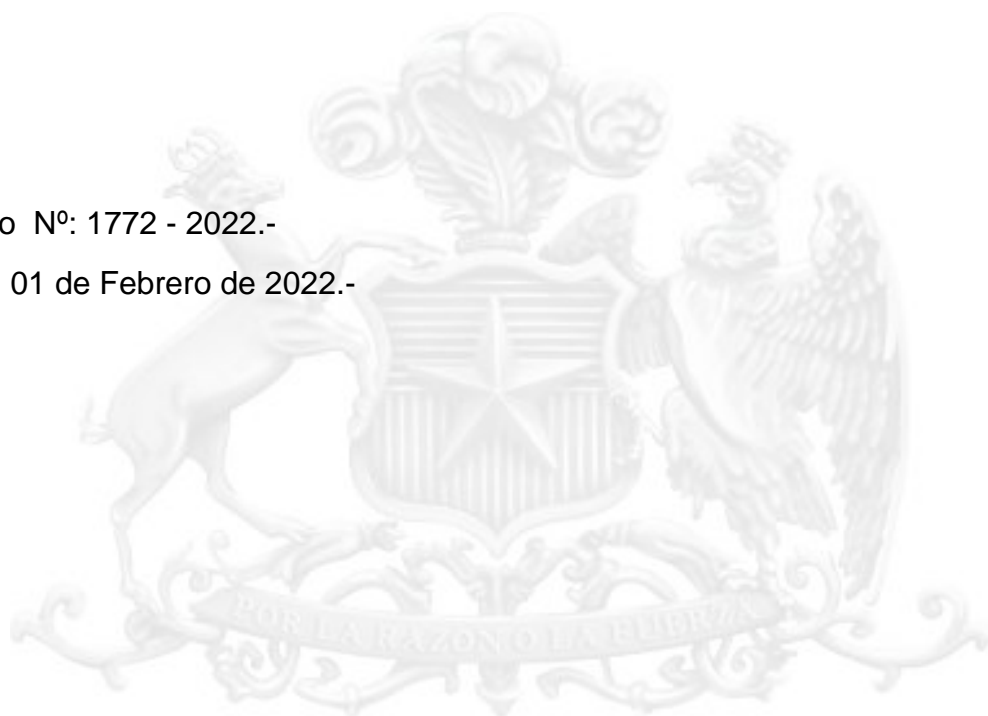 o Nº: 1772 - 2022.-
01 de Febrero de 2022.-
POR LA RAZON O LA FUERZA